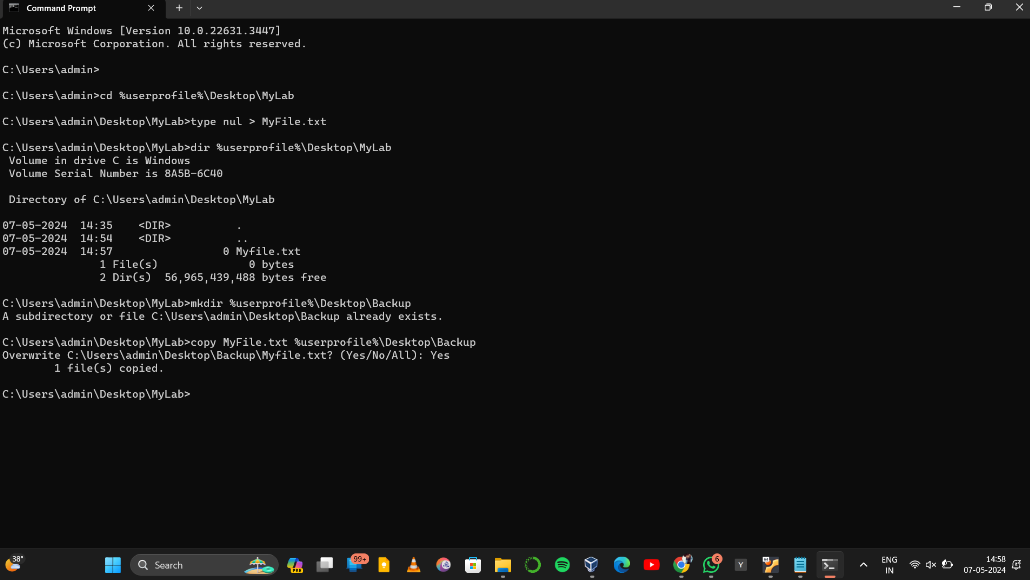 Command Prompt
Microsoft Windows [Version 10.0.22631.3447]
(c) Microsoft Corporation. All rights reserved.
C:\Users\admin>
C:\Users\admin>cd %userprofile%\Desktop\MyLab
C:\Users\admin\Desktop\MyLab>type nul > MyFile.txt
C:\Users\admin\Desktop\MyLab>dir %userprofile%\Desktop\MyLab
Volume in drive C is Windows
Volume Serial Number is 8A5B-6C40
Directory of C:\Users\admin\Desktop\MyLab
07-05-2024 14:35 <DIR> .
07-05-2024 14:54 <DIR> ..
07-05-2024 14:57 0 Myfile.txt
1 File(s) 0 bytes
2 Dir(s) 56,965,439,488 bytes free
C:\Users\admin\Desktop\MyLab>mkdir %userprofile%\Desktop\Backup
A subdirectory or file C:\Users\admin\Desktop\Backup already exists.
C:\Users\admin\Desktop\MyLab>copy MyFile.txt %userprofile%\Desktop\Backup
Overwrite C:\Users\admin\Desktop\Backup\Myfile.txt? (Yes/No/All): Yes
1 file(s) copied.
C:\Users\admin\Desktop\MyLab>
38°
Search
PRE
99+
6
Y
ENG
IN
14:58
07-05-2024